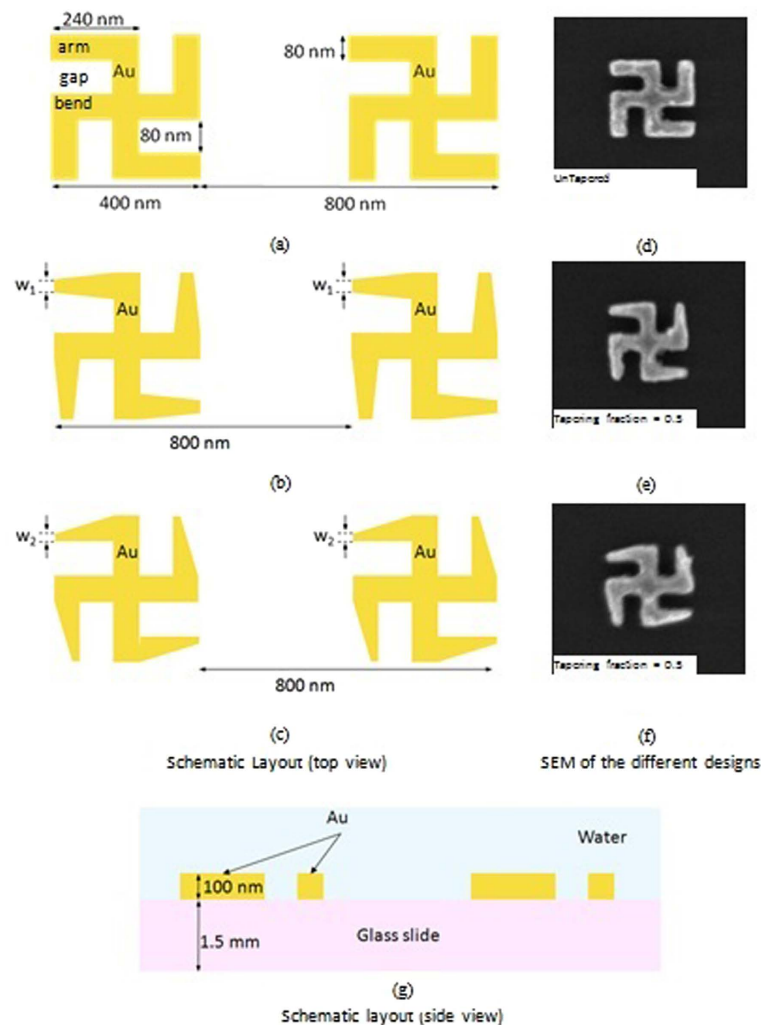 240 nm
arm
gap
bend
Au
80 nm
400 nm
80 nm
Au
800 nm
UnTapered
(a)
(d)
w1
Au
w1
Au
800 nm
Tapering fraction = 0.5
(b)
(e)
w2
Au
w2
Au
800 nm
Tapering fraction = 0.5
(c)
(f)
Schematic Layout (top view)
SEM of the different designs
Au
Water
100 nm
1.5 mm
Glass slide
(g)
Schematic layout (side view)